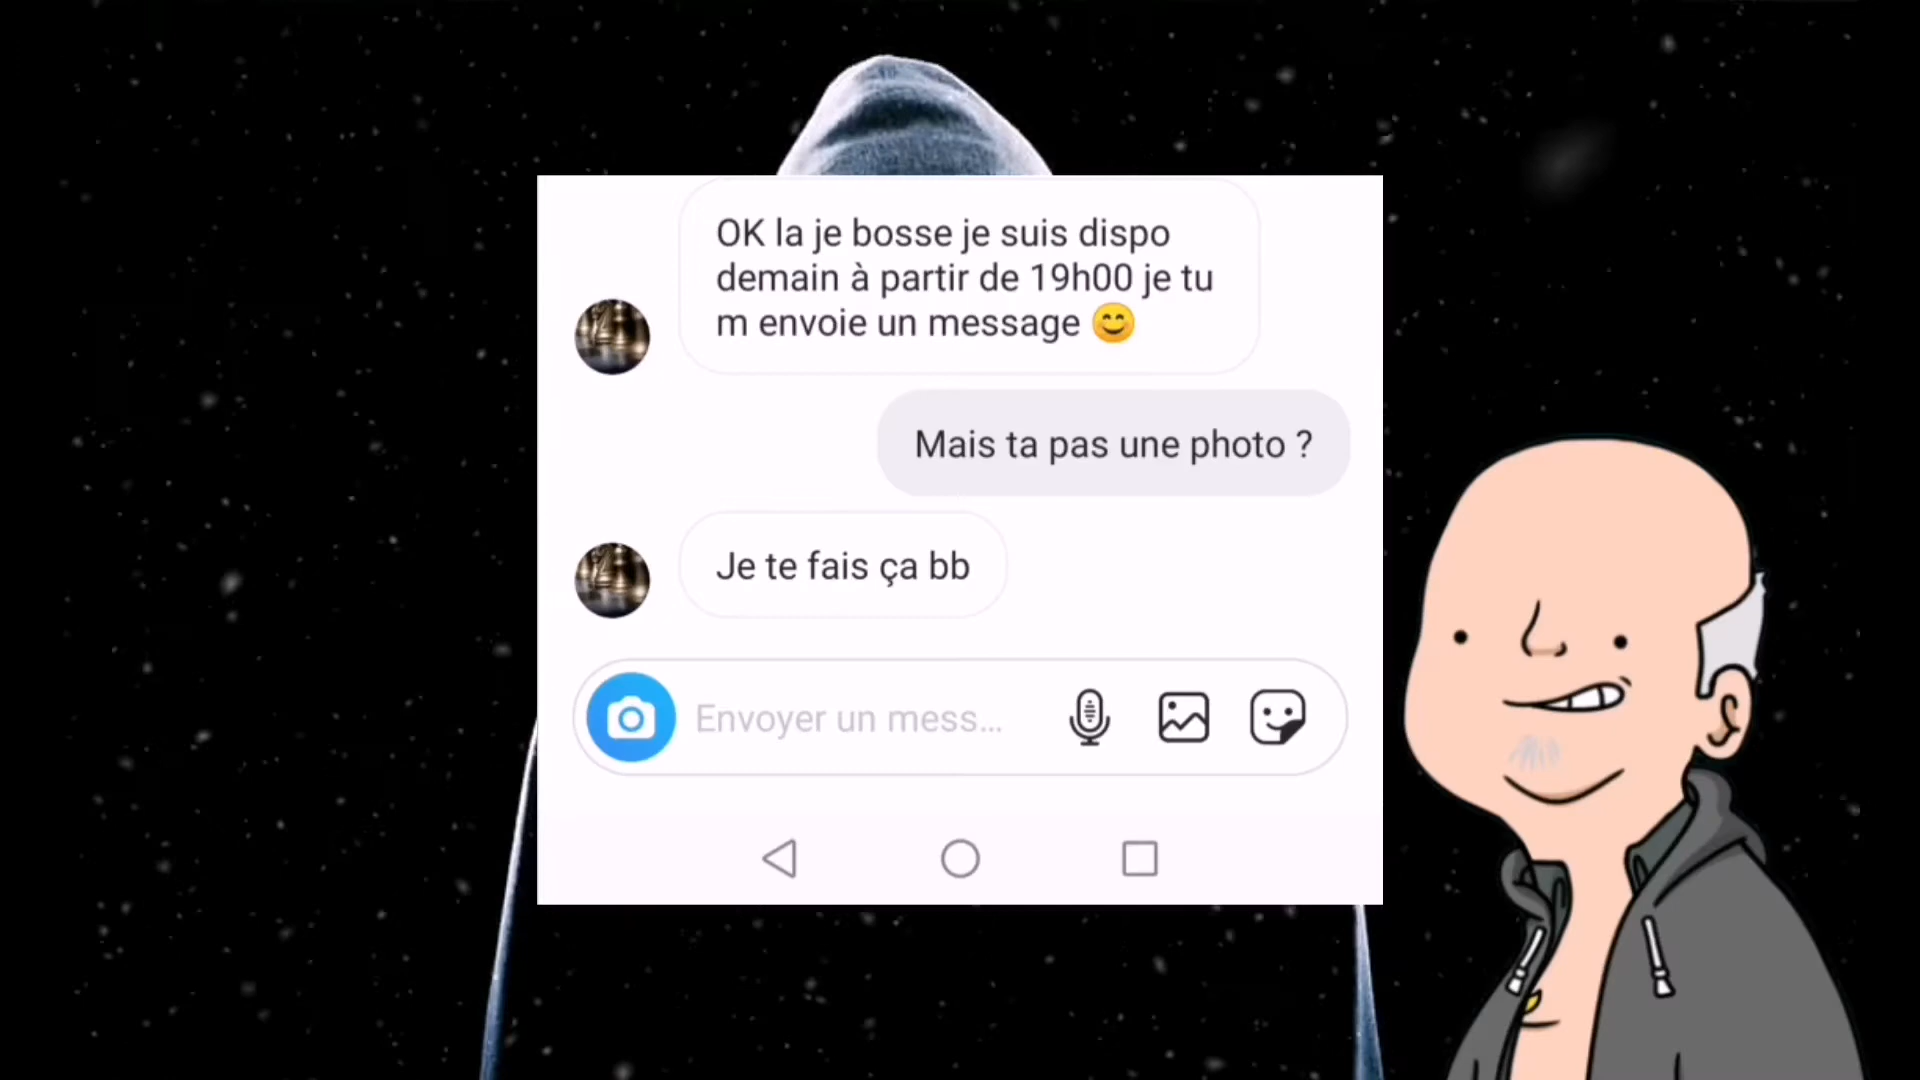 OK la je bosse je suis dispo
demain à partir de 19h00 je tu
m envoie un message 😊
Mais ta pas une photo ?
Je te fais ça bb
Envoyer un mess...